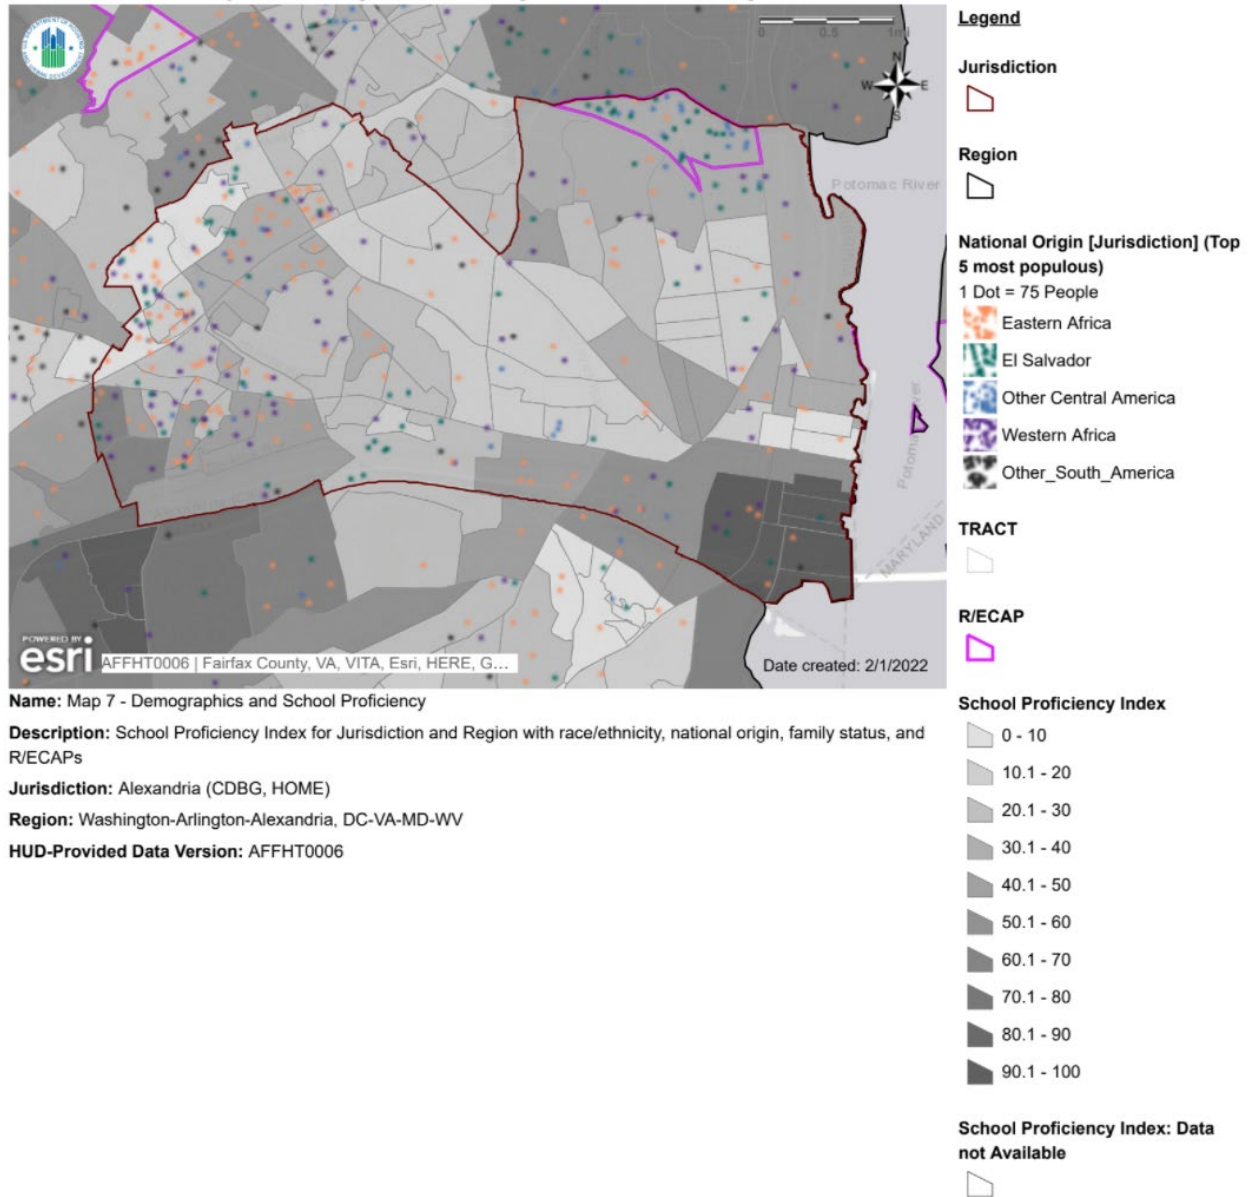 0 0.5 1mi
N
W E
S
Potomac River
Potomac River
MARYLAND
POWERED BY
esri
AFFHT0006 | Fairfax County, VA, VITA, Esri, HERE, G...
Date created: 2/1/2022
Name: Map 7 - Demographics and School Proficiency
Description: School Proficiency Index for Jurisdiction and Region with race/ethnicity, national origin, family status, and
R/ECAPs
Jurisdiction: Alexandria (CDBG, HOME)
Region: Washington-Arlington-Alexandria, DC-VA-MD-WV
HUD-Provided Data Version: AFFHT0006
Legend
Jurisdiction
Region
National Origin [Jurisdiction] (Top
5 most populous)
1 Dot = 75 People
Eastern Africa
El Salvador
Other Central America
Western Africa
Other_South_America
TRACT
R/ECAP
School Proficiency Index
0 - 10
10.1 - 20
20.1 - 30
30.1 - 40
40.1 - 50
50.1 - 60
60.1 - 70
70.1 - 80
80.1 - 90
90.1 - 100
School Proficiency Index: Data
not Available